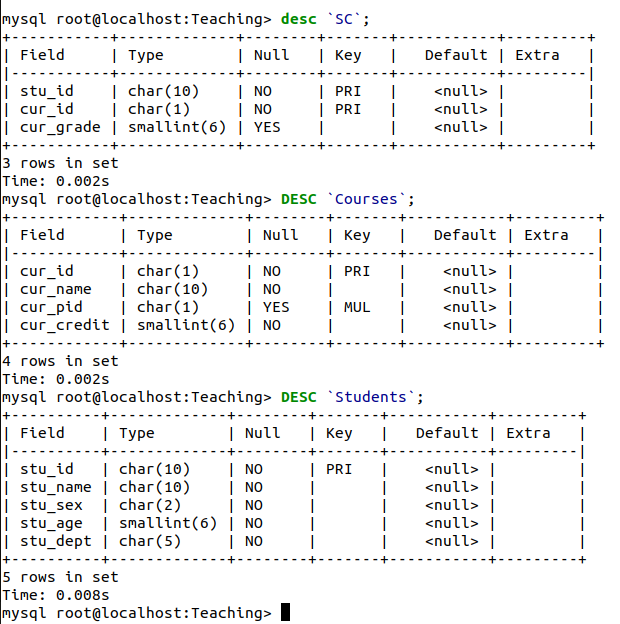 mysql root@localhost:Teaching> desc `SC`;
+-----------+-------------+--------+-------+-----------+---------+
| Field     | Type        | Null   | Key   |   Default | Extra   |
|-----------+-------------+--------+-------+-----------+---------|
| stu_id    | char(10)    | NO     | PRI   |    <null> |         |
| cur_id    | char(1)     | NO     | PRI   |    <null> |         |
| cur_grade | smallint(6) | YES    |       |    <null> |         |
+-----------+-------------+--------+-------+-----------+---------+
3 rows in set
Time: 0.002s
mysql root@localhost:Teaching> DESC `Courses`;
+------------+-------------+--------+-------+-----------+---------+
| Field      | Type        | Null   | Key   |   Default | Extra   |
|------------+-------------+--------+-------+-----------+---------|
| cur_id     | char(1)     | NO     | PRI   |    <null> |         |
| cur_name   | char(10)    | NO     |       |    <null> |         |
| cur_pid    | char(1)     | YES    | MUL   |    <null> |         |
| cur_credit | smallint(6) | NO     |       |    <null> |         |
+------------+-------------+--------+-------+-----------+---------+
4 rows in set
Time: 0.002s
mysql root@localhost:Teaching> DESC `Students`;
+----------+-------------+--------+-------+-----------+---------+
| Field    | Type        | Null   | Key   |   Default | Extra   |
|----------+-------------+--------+-------+-----------+---------|
| stu_id   | char(10)    | NO     | PRI   |    <null> |         |
| stu_name | char(10)    | NO     |       |    <null> |         |
| stu_sex  | char(2)     | NO     |       |    <null> |         |
| stu_age  | smallint(6) | NO     |       |    <null> |         |
| stu_dept | char(5)     | NO     |       |    <null> |         |
+----------+-------------+--------+-------+-----------+---------+
5 rows in set
Time: 0.008s
mysql root@localhost:Teaching>